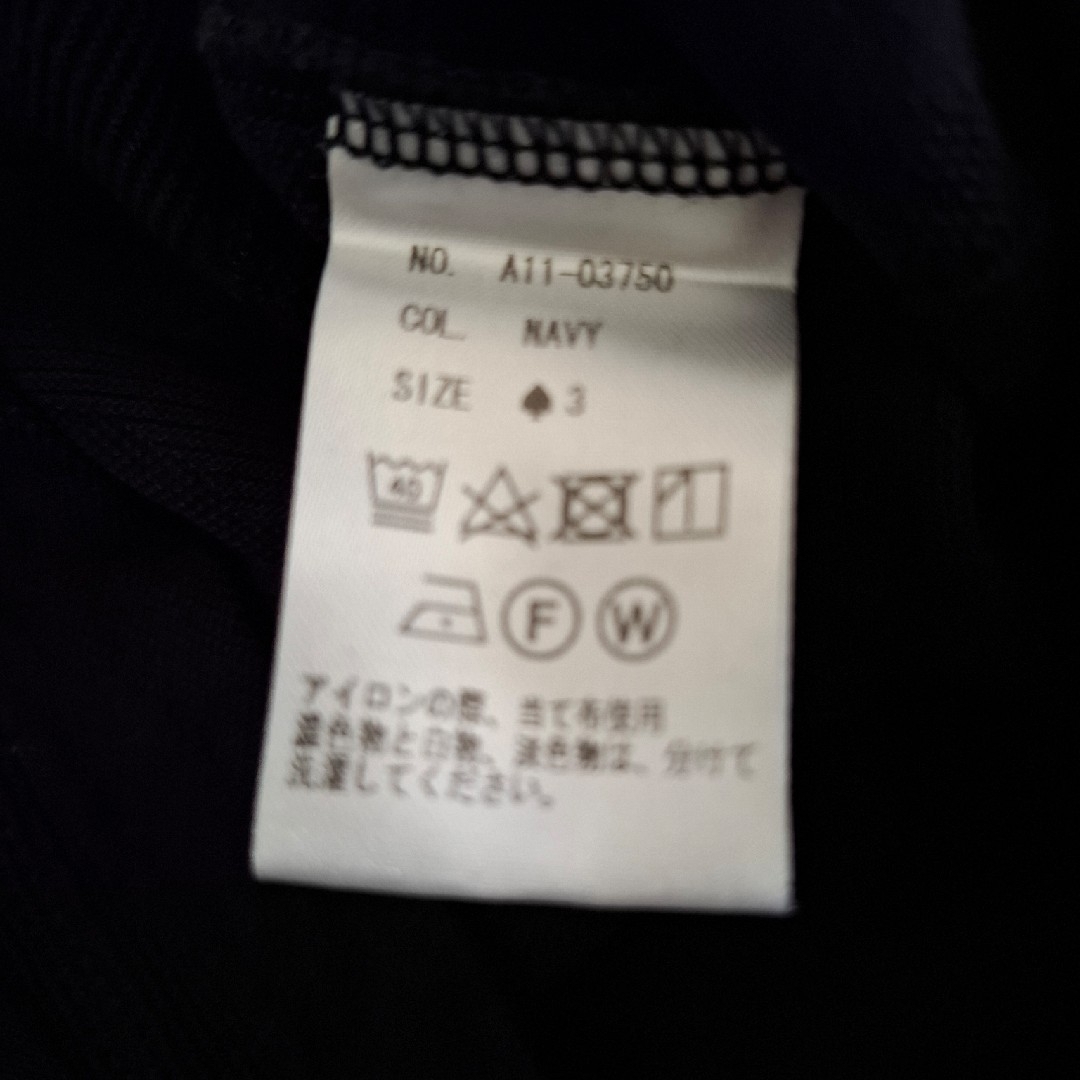 NO. A11-03750
COL. NAVY
SIZE ♠3
40
F W
アイロンの際、当て布使用
濃色物と白物、淡色物は、分けて
洗濯してください。